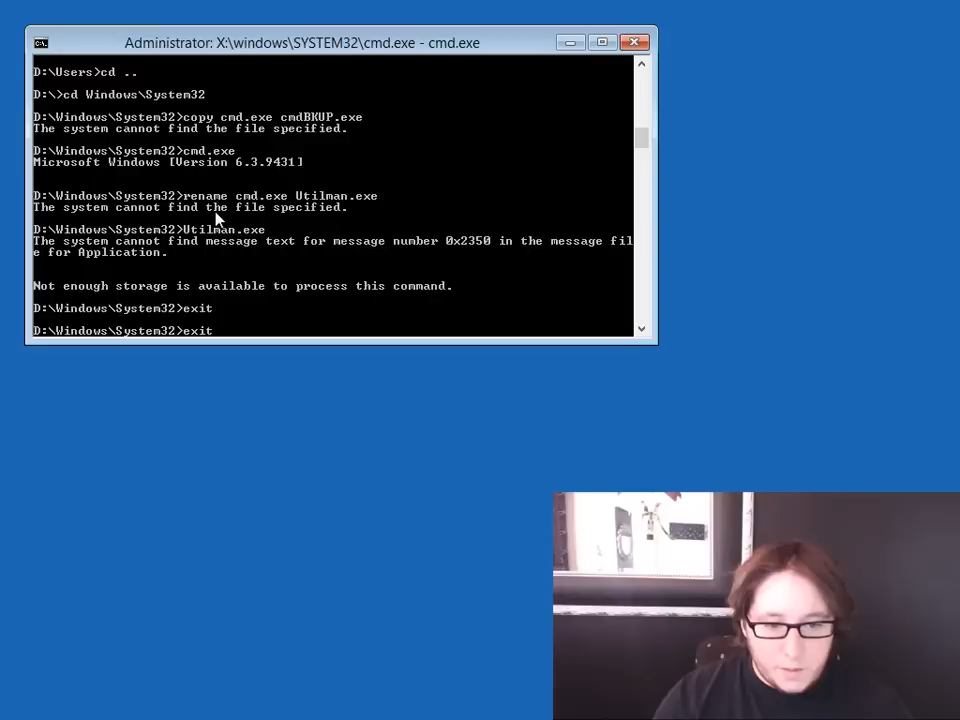 Administrator: X:\windows\SYSTEM32\cmd.exe - cmd.exe
D:\Users>cd ..
D:\>cd Windows\System32
D:\Windows\System32>copy cmd.exe cmdBKUP.exe
The system cannot find the file specified.
D:\Windows\System32>cmd.exe
Microsoft Windows [Version 6.3.9431]
D:\Windows\System32>rename cmd.exe Utilman.exe
The system cannot find the file specified.
D:\Windows\System32>Utilman.exe
The system cannot find message text for message number 0x2350 in the message fil
e for Application.
Not enough storage is available to process this command.
D:\Windows\System32>exit
D:\Windows\System32>exit